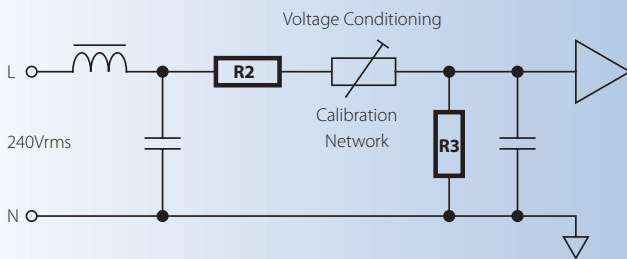 Voltage Conditioning
L
R2
Calibration
Network
240Vrms
R3
N